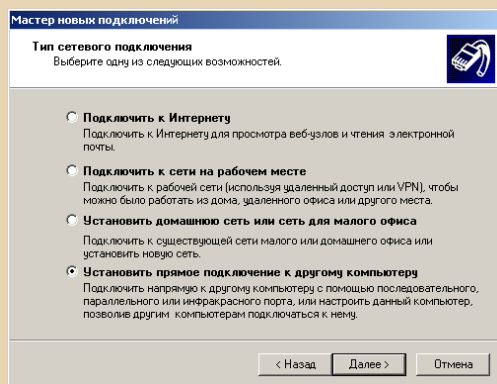 Мастер новых подключений
Тип сетевого подключения
Выберите одну из следующих возможностей.
Подключить к Интернету
Подключить к Интернету для просмотра веб-узлов и чтения электронной
почты.
Подключить к сети на рабочем месте
Подключить к рабочей сети (используя удаленный доступ или VPN), чтобы
можно было работать из дома, удаленного офиса или другого места.
Установить домашнюю сеть или сеть для малого офиса
Подключить к существующей сети малого или домашнего офиса или
установить новую сеть.
Установить прямое подключение к другому компьютеру
Подключить напрямую к другому компьютеру с помощью последовательного,
параллельного или инфракрасного порта, или настроить данный компьютер,
позволив другим компьютерам подключаться к нему.
< Назад Далее > Отмена